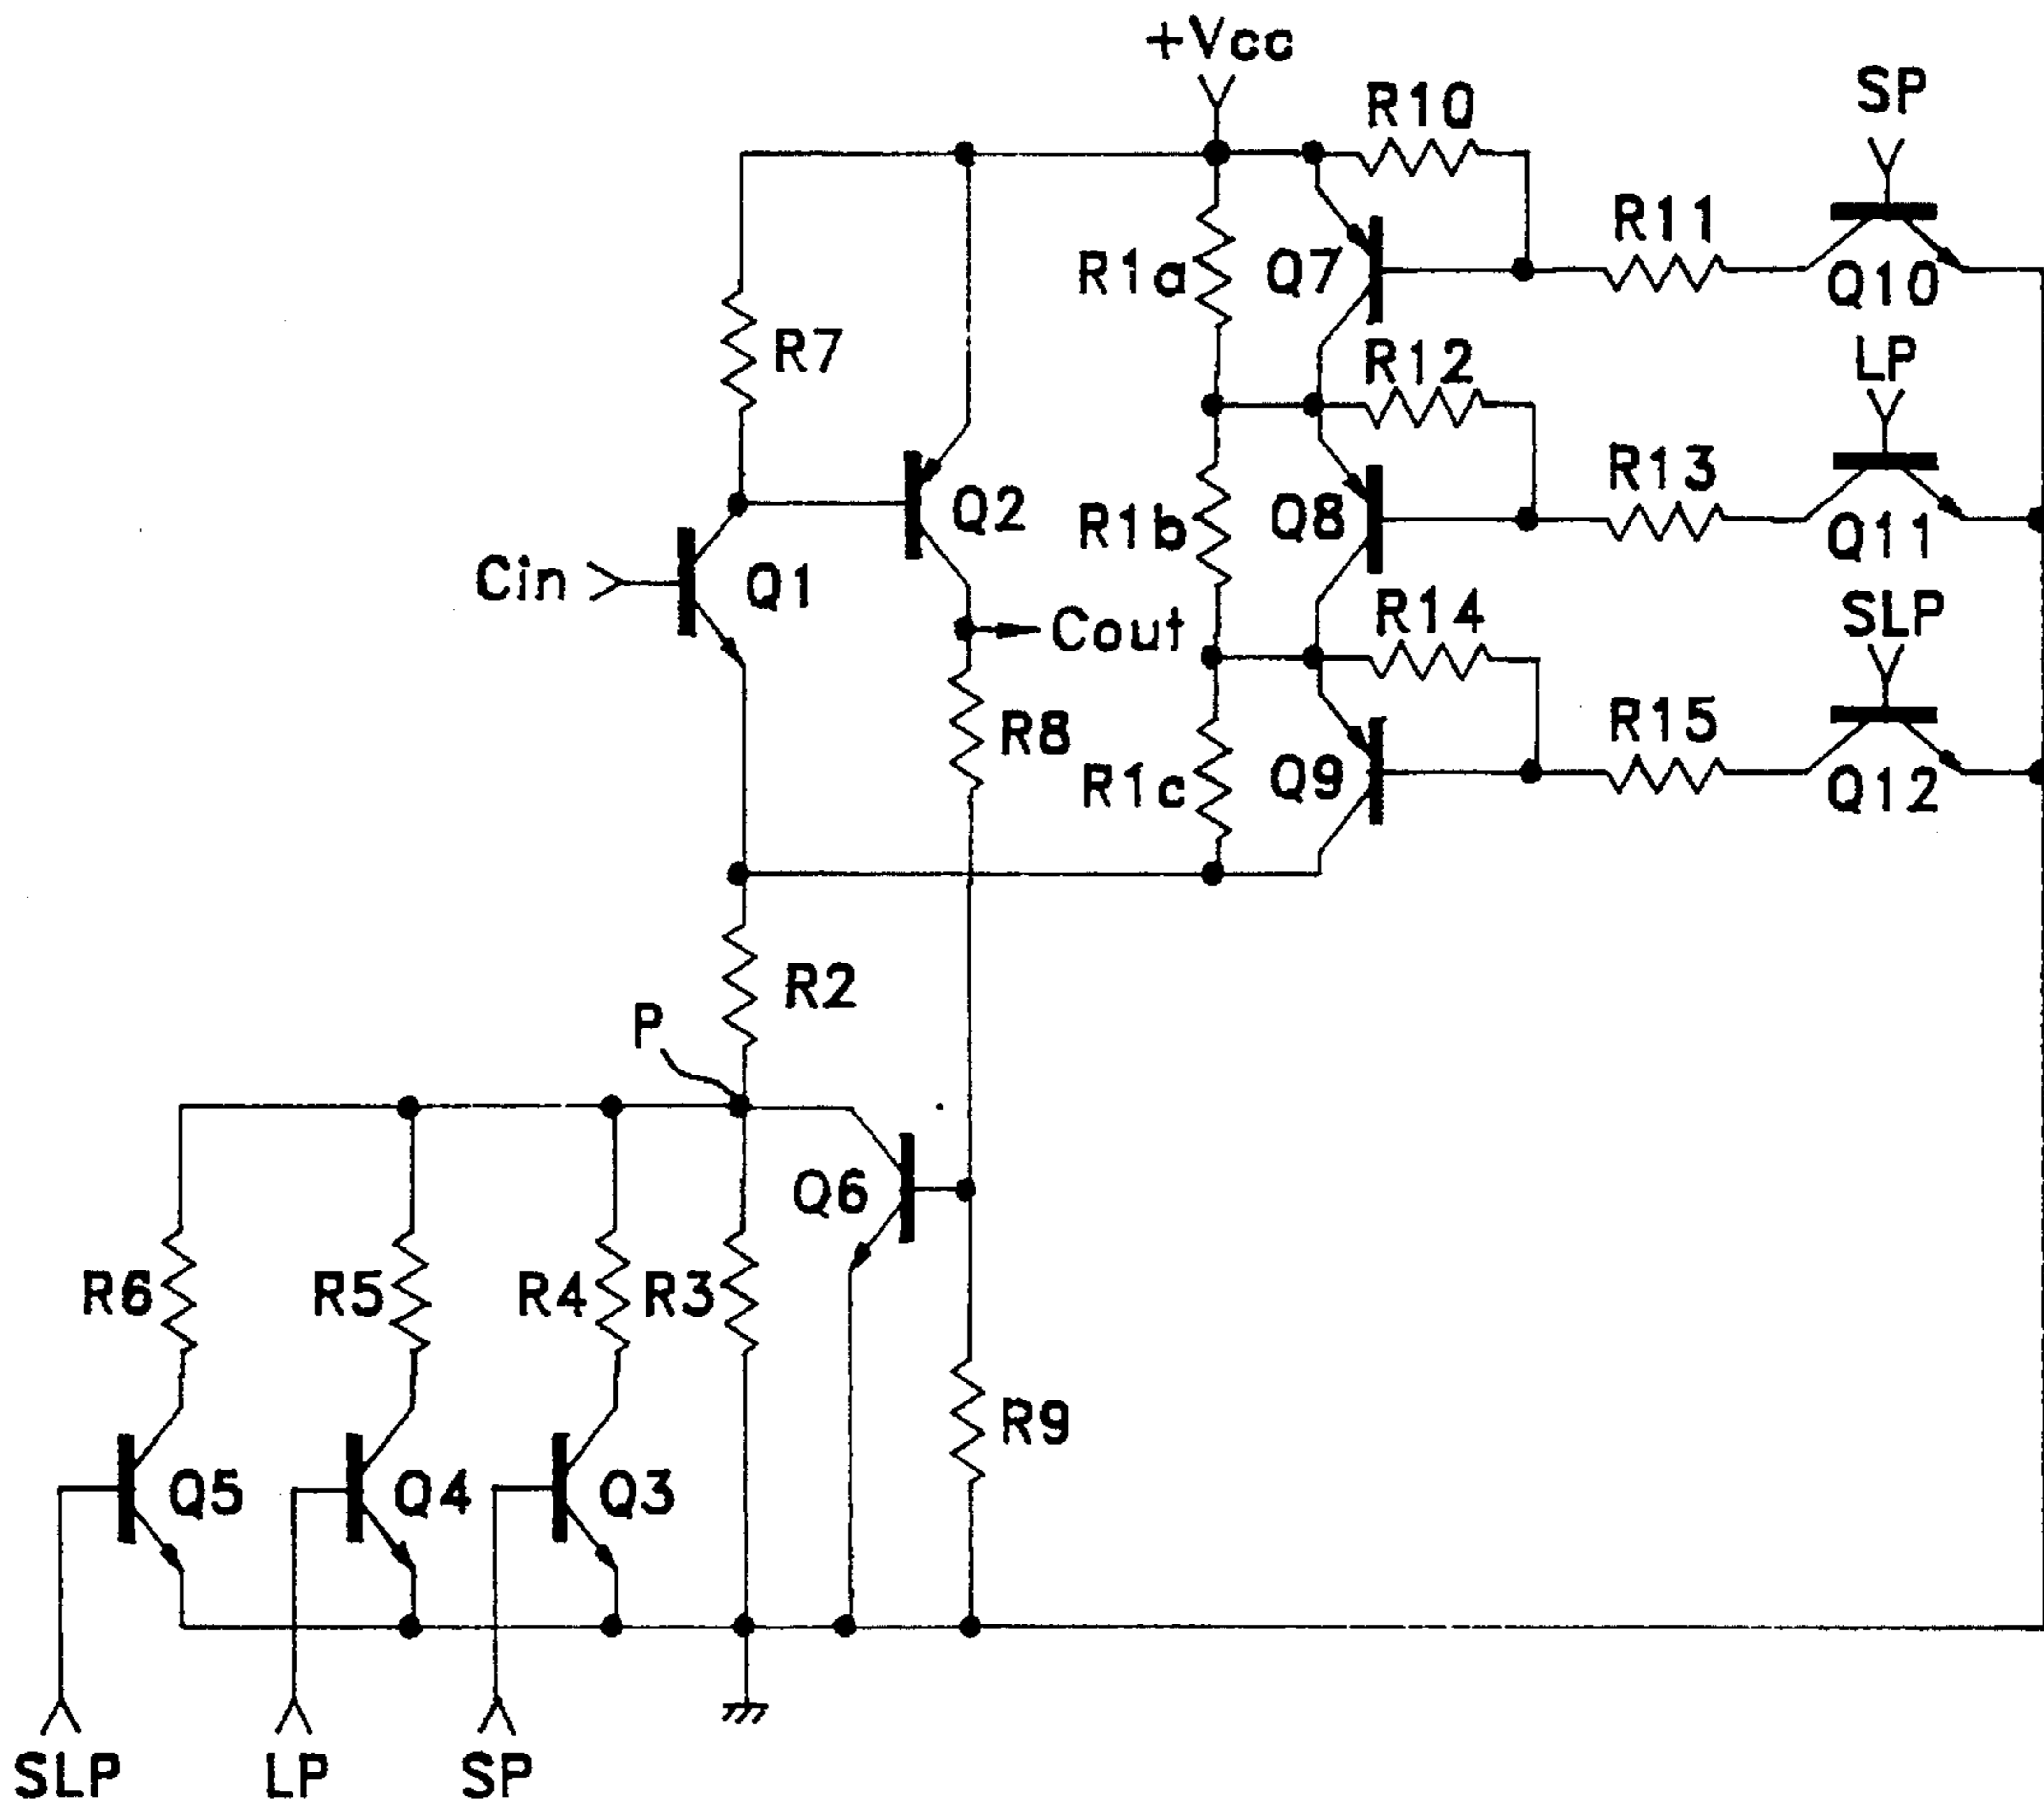 +Vcc
SP
R10
R11
R1a
Q7
Q10
R7
R12
LP
R13
Q2
R1b
Q8
Q11
Cin
Q1
R14
SLP
Cout
R15
R8
R1c
Q9
Q12
R2
P
Q6
R6
R5
R4
R3
R9
Q5
Q4
Q3
SLP
LP
SP